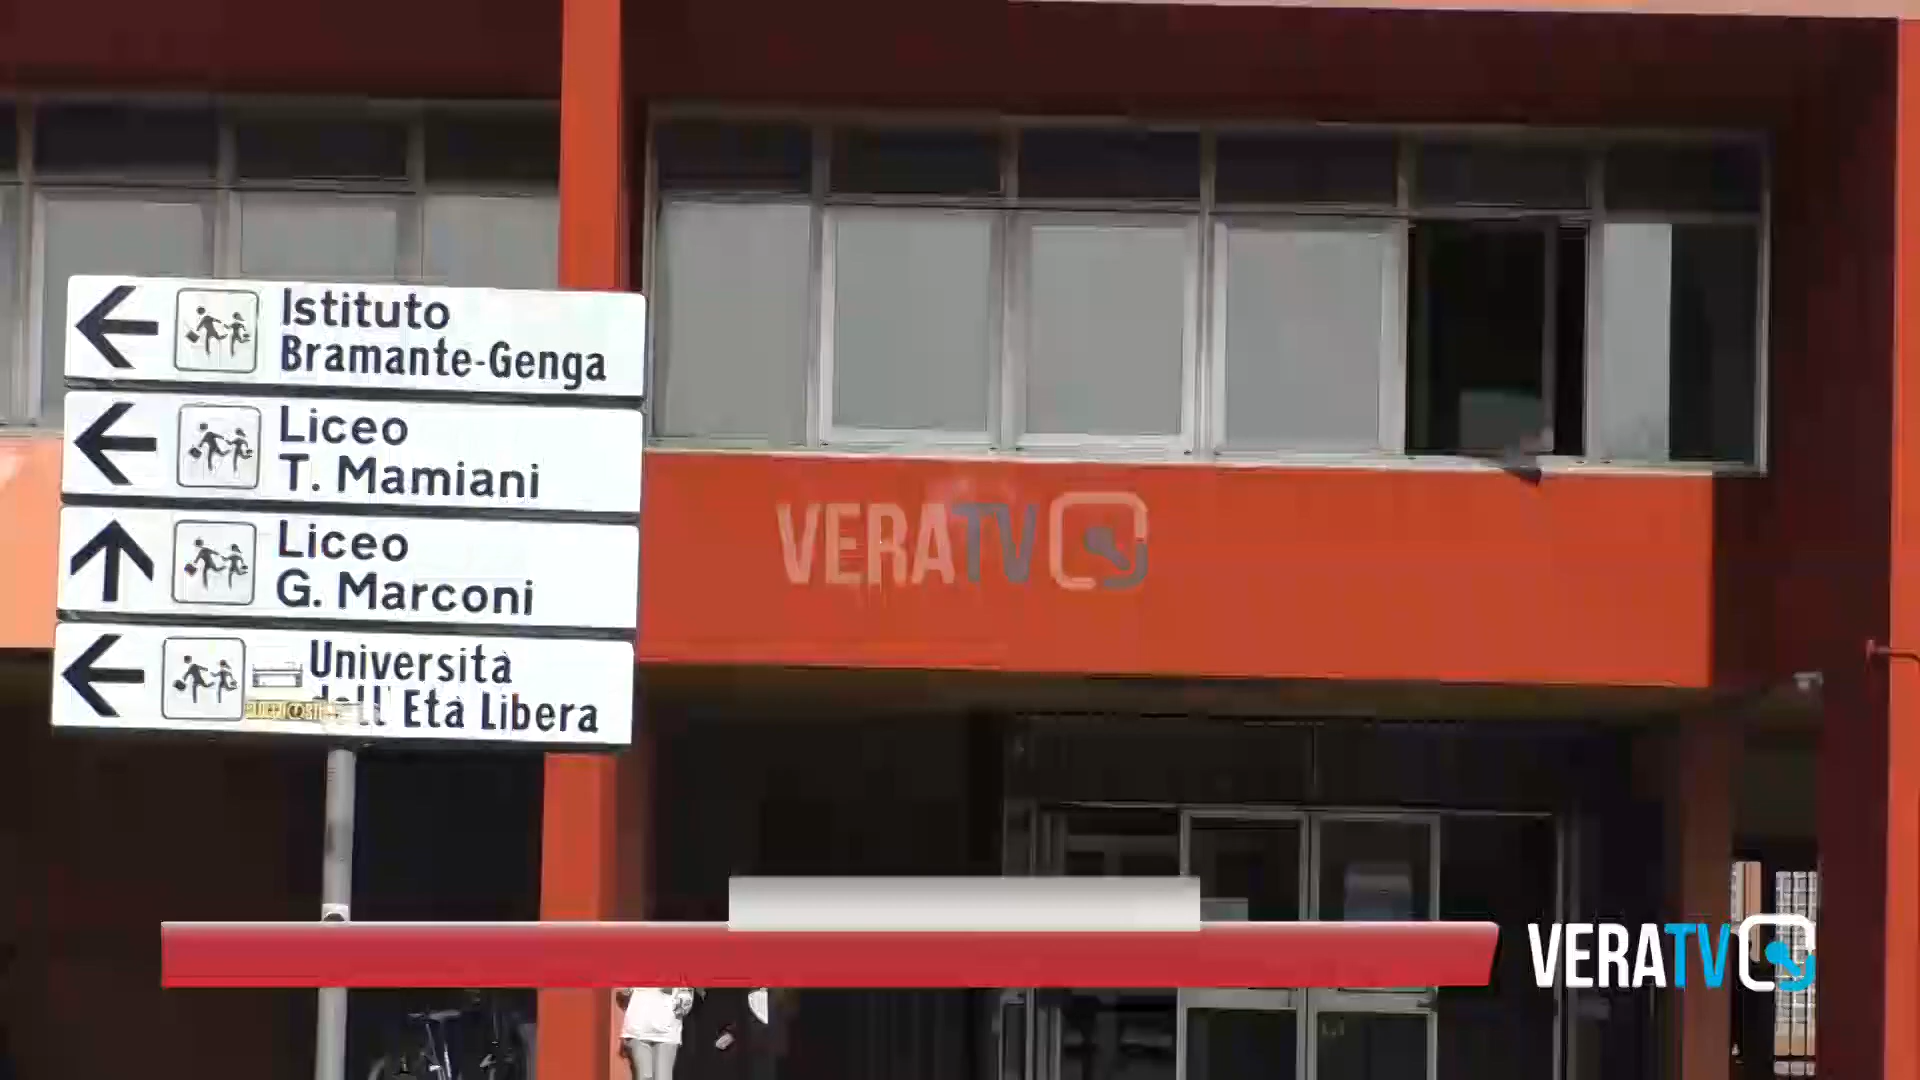 Istituto
Bramante-Genga
Liceo
T. Mamiani
Liceo
G. Marconi
Universita
dell' Eta Libera
VERATV
VERATV